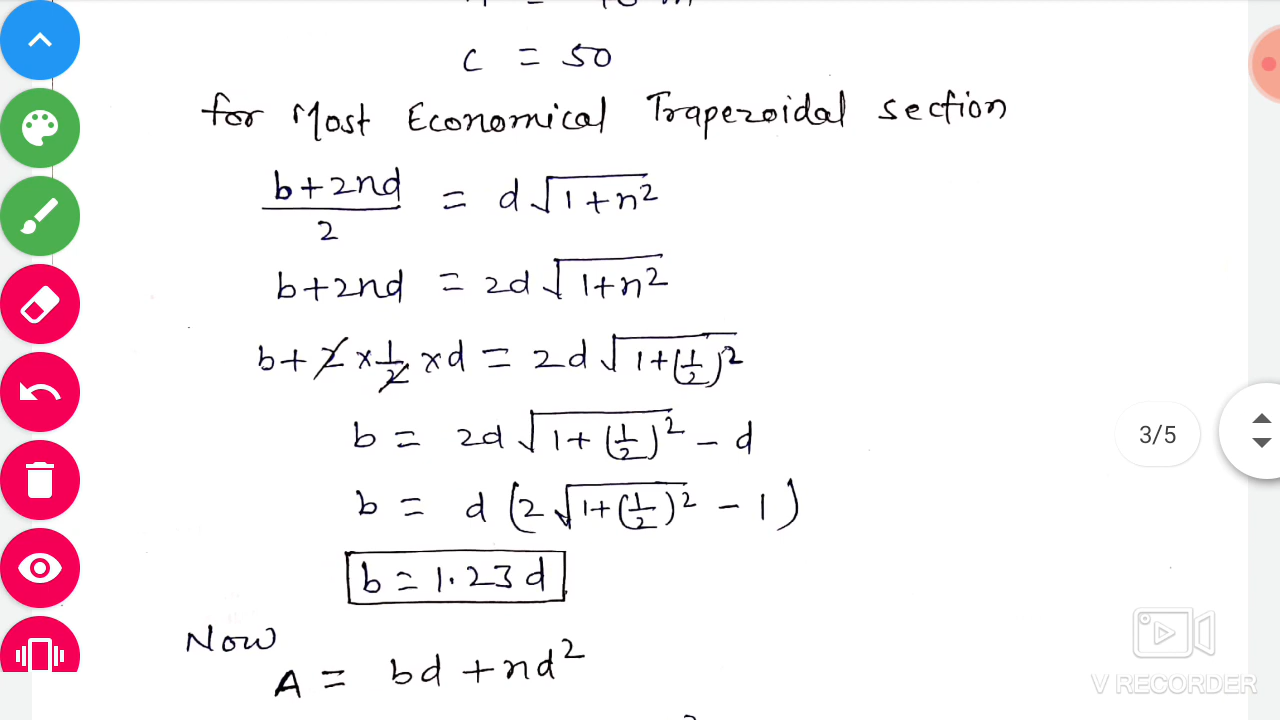 C = 50
for Most Economical Trapezoidal section
b+2nd/2 = d√(1+n²)
b+2nd = 2d√(1+n²)
b+2×1/2×d = 2d√(1+(1/2)²)
b = 2d√(1+(1/2)²) - d
b = d(2√(1+(1/2)²) - 1)
b = 1.23d
3/5
Now
A = bd + nd²
V RECORDER